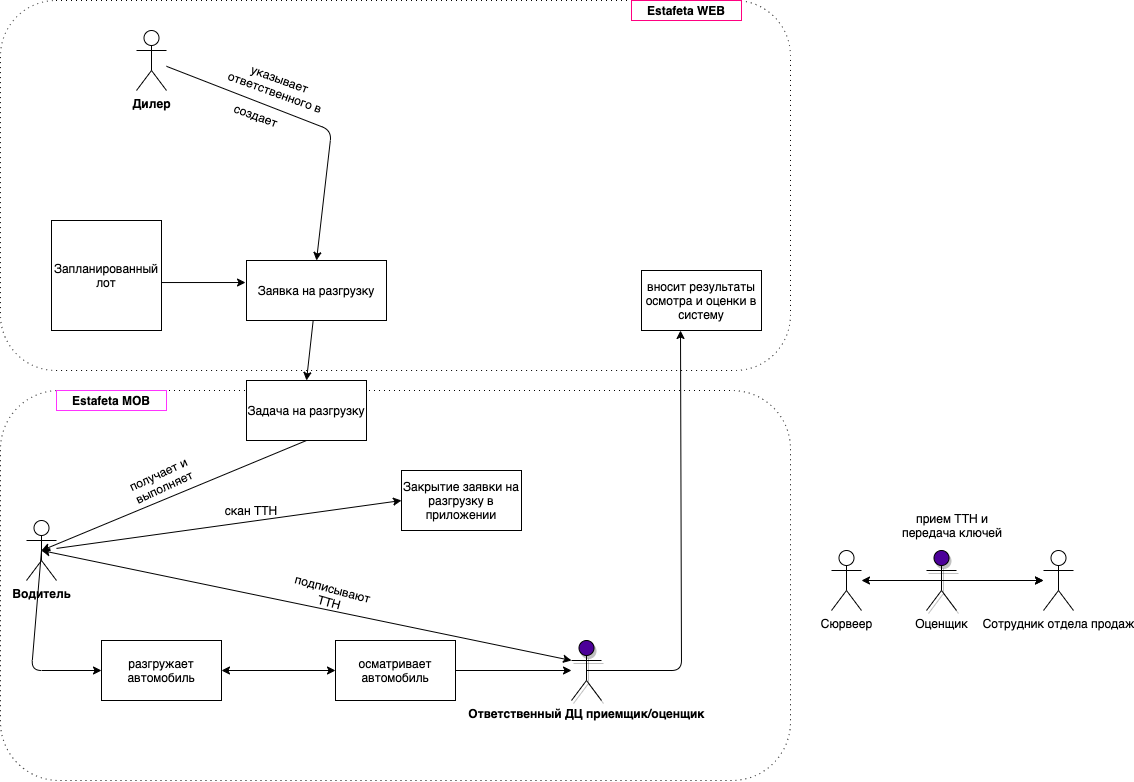 Estafeta WEB
указывает
ответственного в
создает
Дилер
Запланированный
лот
Заявка на разгрузку
вносит результаты
осмотра и оценки в
систему
Estafeta MOB
Задача на разгрузку
получает и
выполняет
скан ТТН
Закрытие заявки на
разгрузку в
приложении
Водитель
подписывают
ТТН
разгружает
автомобиль
осматривает
автомобиль
Ответственный ДЦ приемщик/оценщик
прием ТТН и
передача ключей
Сюрвеер
Оценщик
Сотрудник отдела продаж